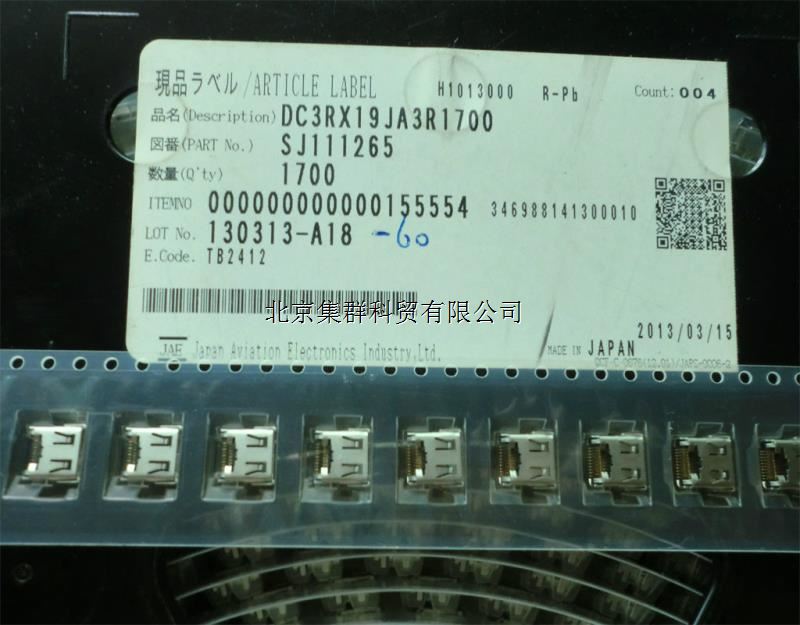 現品ラベル/ARTICLE LABEL H1013000 R-Pb Count: 004
品名(Description) DC3RX19JA3R1700
図番(PART No.) SJ111265
数量(Q'ty) 1700
ITEMNO 000000000000155554 346988141300010
LOT No. 130313-A18 -60
E.Code. TB2412
北京集群科贸有限公司
2013/03/15
JAE Japan Aviation Electronics Industry,Ltd. MADE IN JAPAN